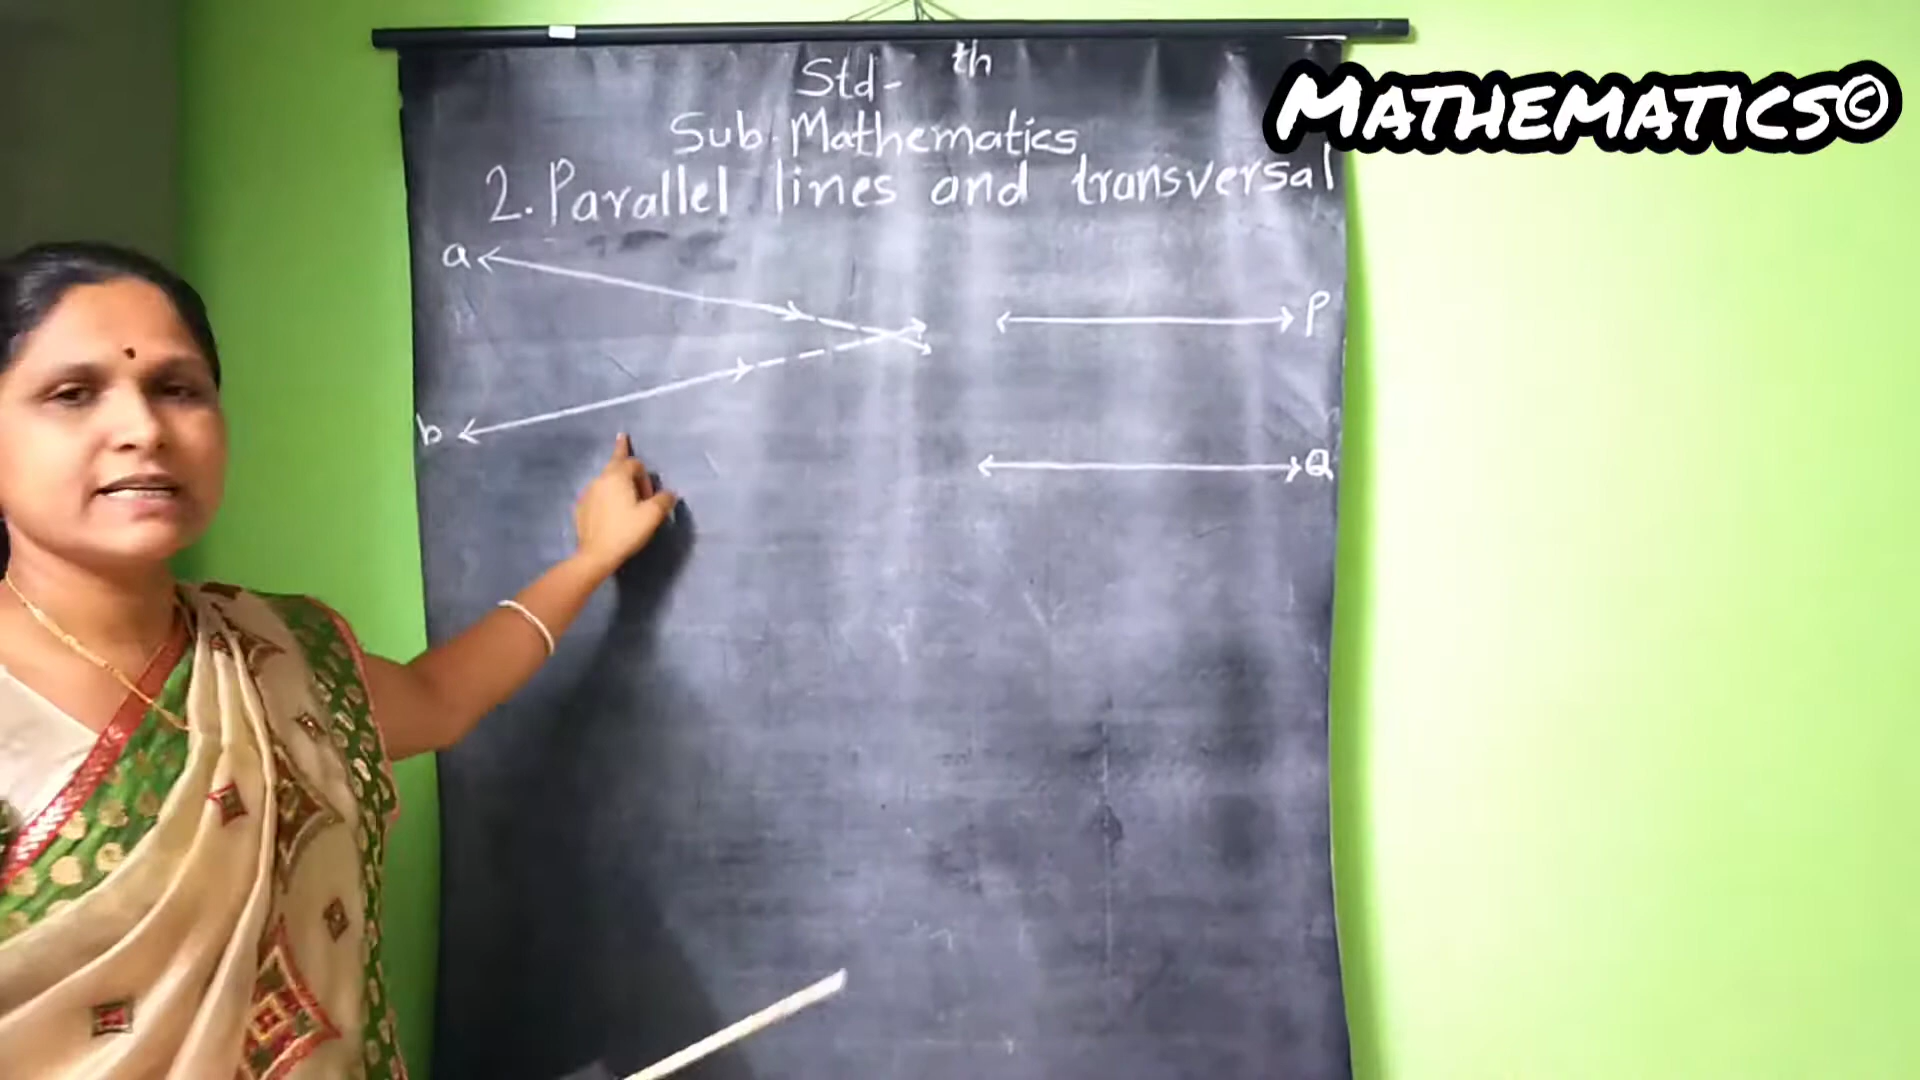 Std- th
Sub. Mathematics
2. Parallel lines and transversal
MATHEMATICS©
a
P
b
Q